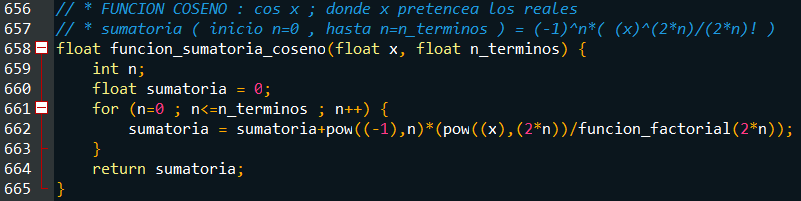 656 // * FUNCION COSENO : cos x ; donde x pretencea los reales
657 // * sumatoria ( inicio n=0 , hasta n=n_terminos ) = (-1)^n*( (x)^(2*n)/(2*n)! )
658 float funcion_sumatoria_coseno(float x, float n_terminos) {
659 int n;
660 float sumatoria = 0;
661 for (n=0 ; n<=n_terminos ; n++) {
662 sumatoria = sumatoria+pow((-1),n)*(pow((x),(2*n))/funcion_factorial(2*n));
663 }
664 return sumatoria;
665 }